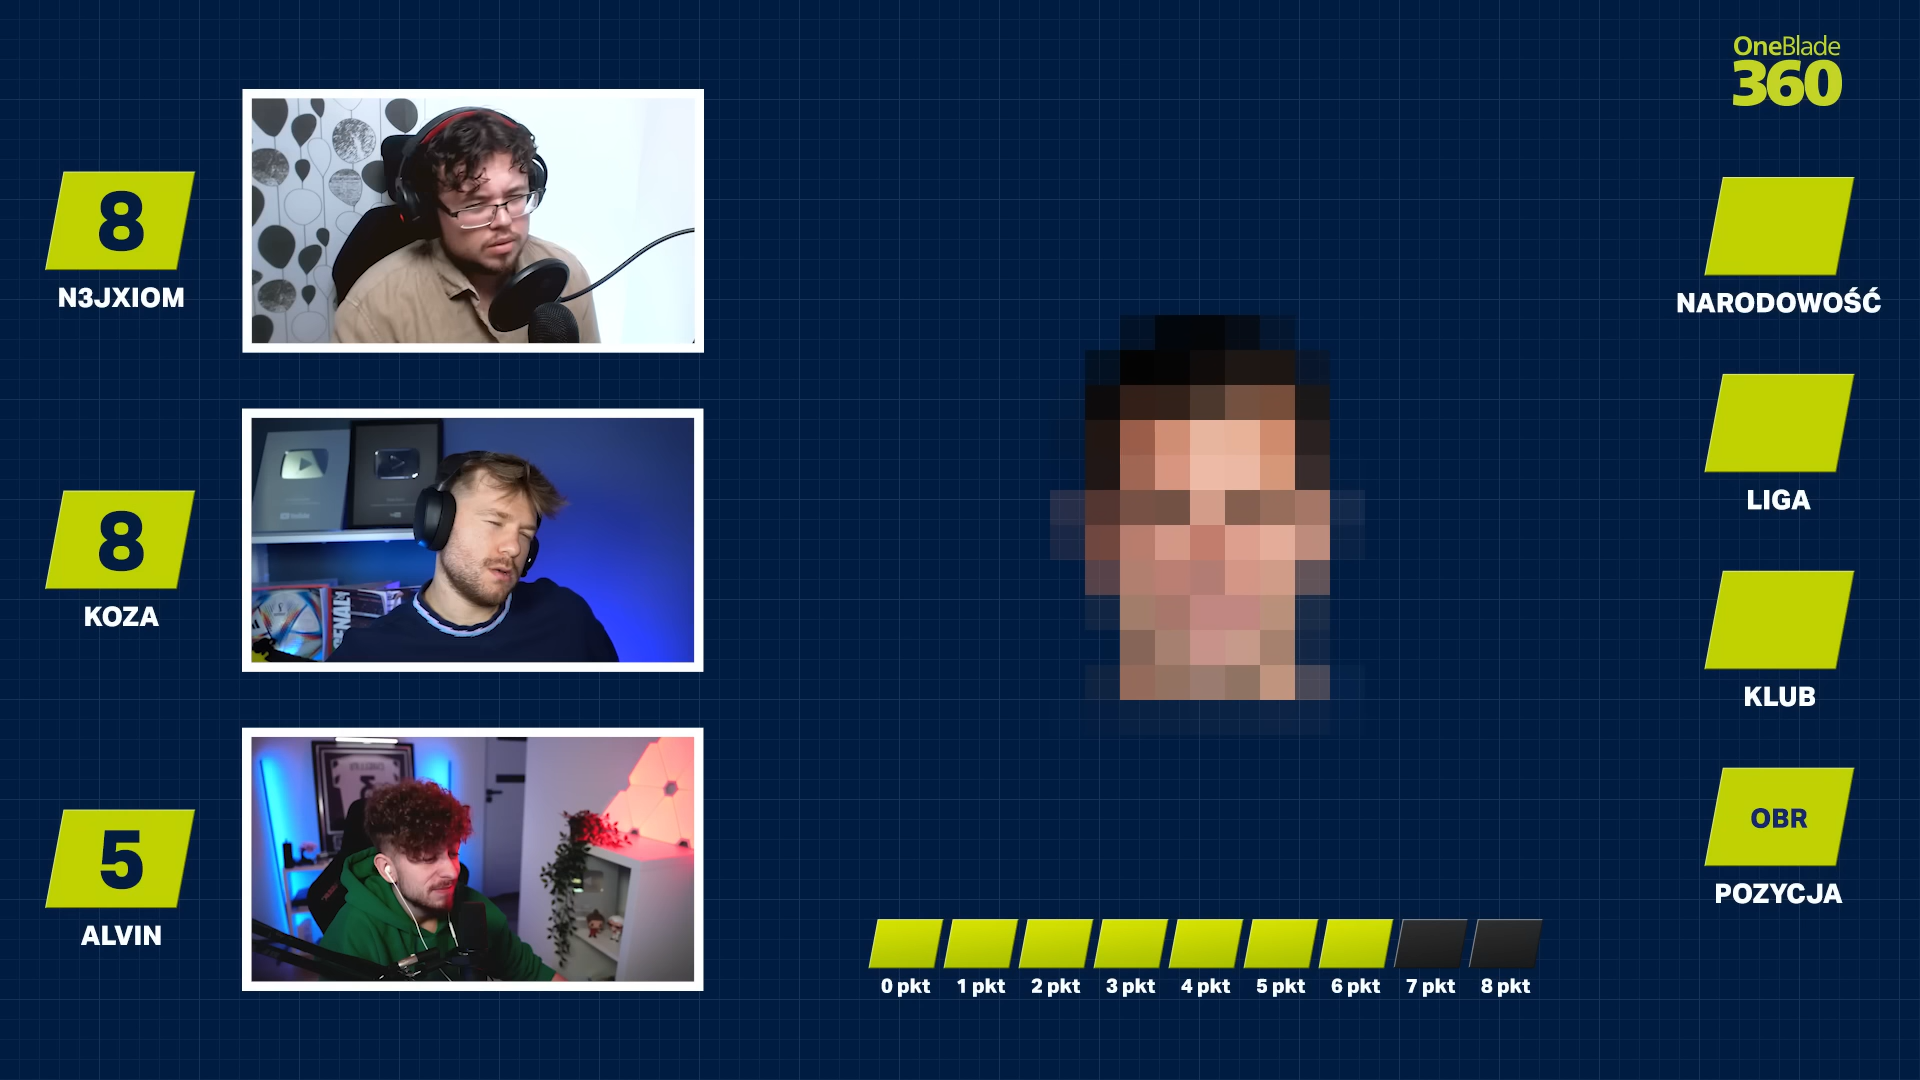 OneBlade
360
8
N3JXIOM
8
KOZA
ENAL
5
ALVIN
NARODOWOŚĆ
LIGA
KLUB
OBR
POZYCJA
0 pkt
1 pkt
2 pkt
3 pkt
4 pkt
5 pkt
6 pkt
7 pkt
8 pkt